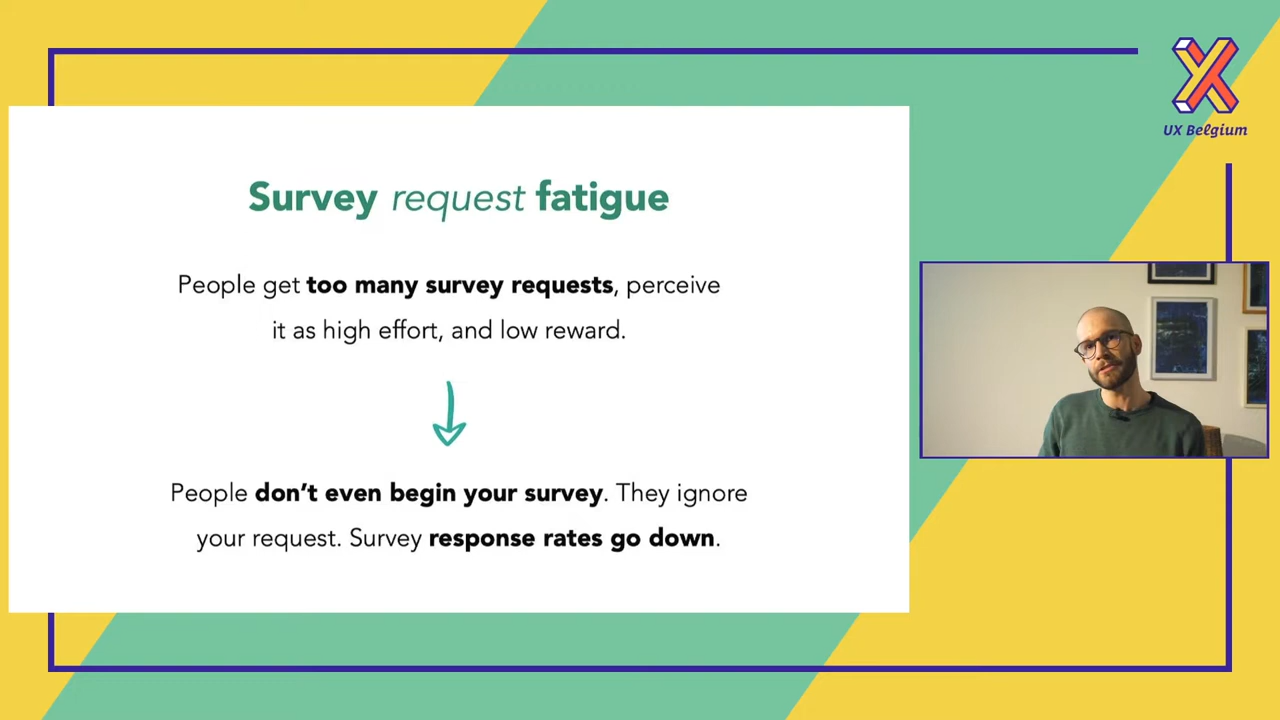 UX Belgium
Survey request fatigue
People get too many survey requests, perceive
it as high effort, and low reward.
People don’t even begin your survey. They ignore
your request. Survey response rates go down.